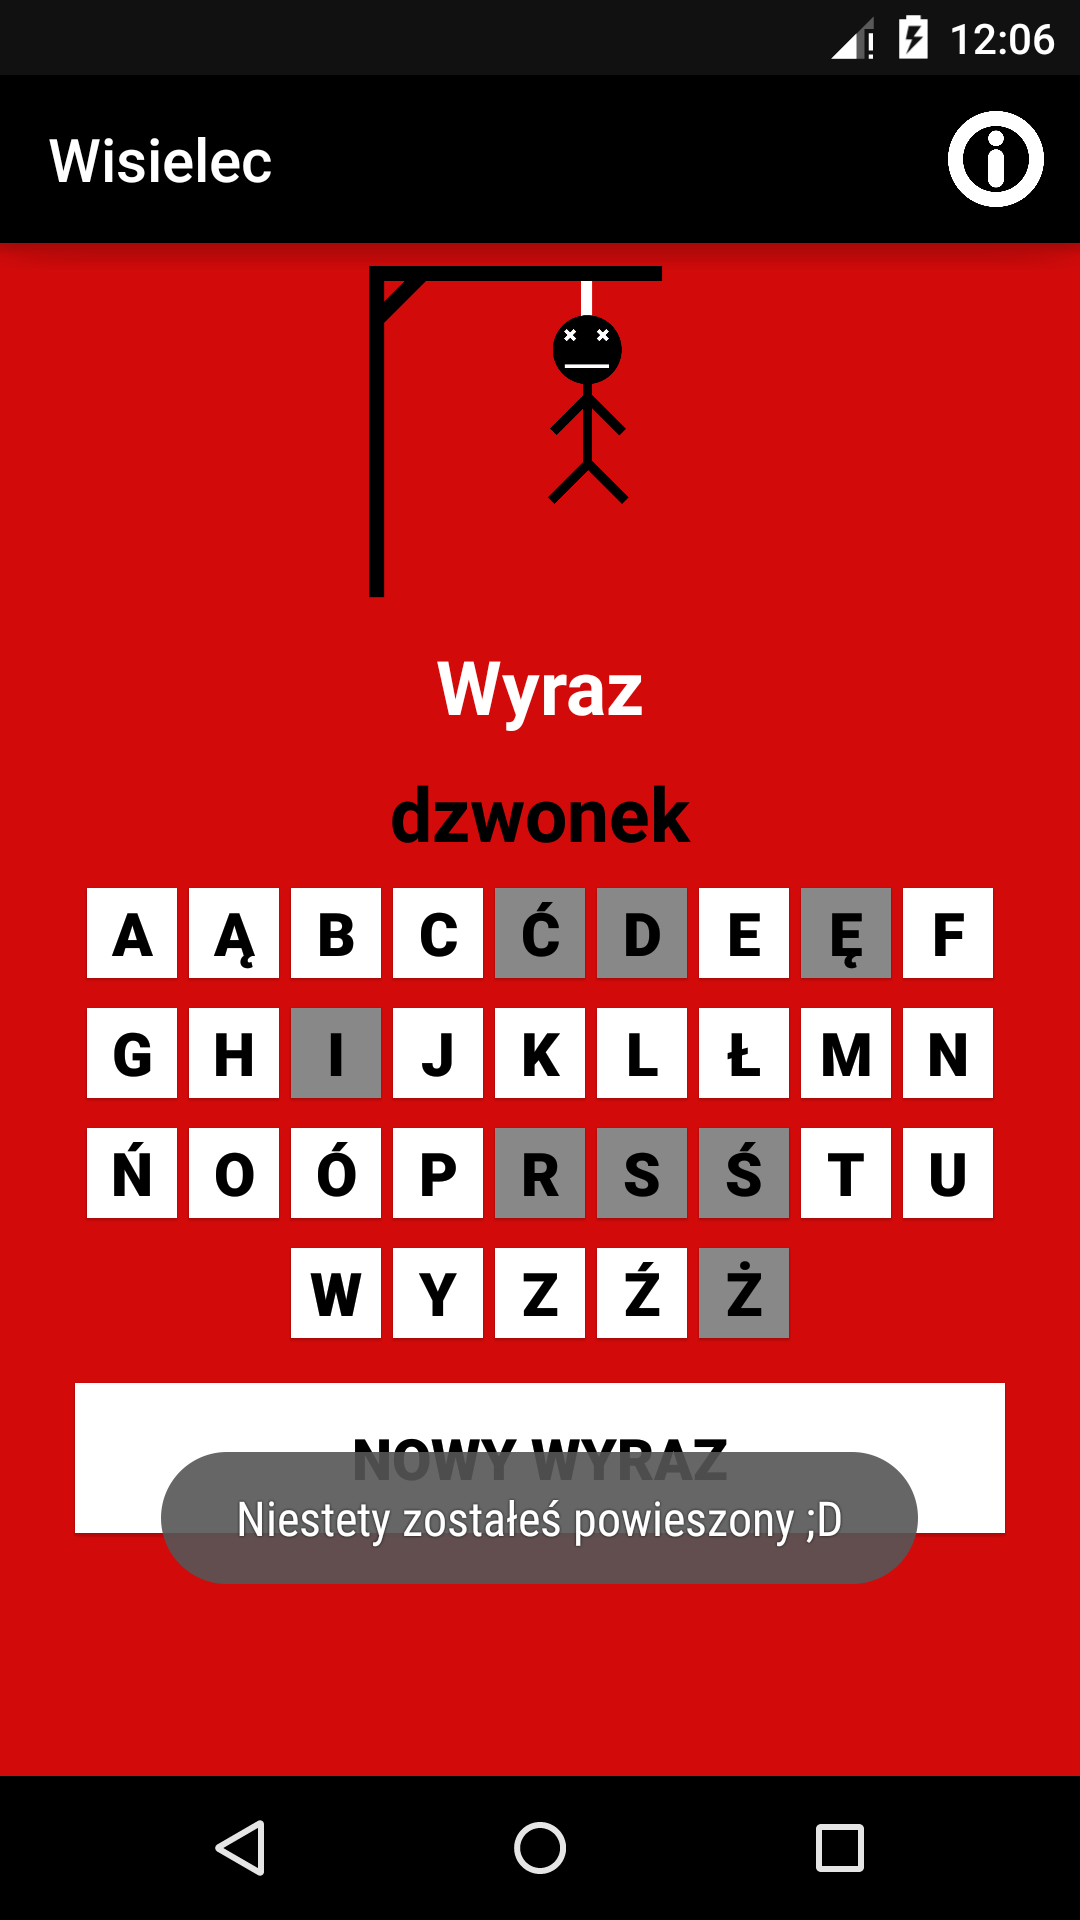 12:06
Wisielec
Wyraz
dzwonek
A Ą B C Ć D E Ę F
G H I J K L Ł M N
Ń O Ó P R S Ś T U
W Y Z Ź Ż
NOWY WYRAZ
Niestety zostałeś powieszony ;D